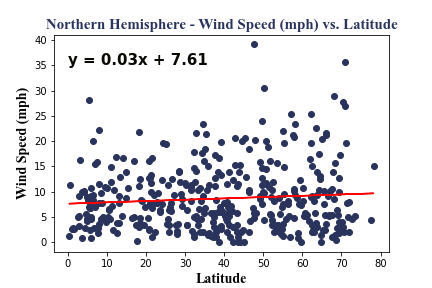 Northern Hemisphere - Wind Speed (mph) vs. Latitude
40
35
30
25
20
15
10
5
0
y = 0.03x + 7.61
Wind Speed (mph)
0 10 20 30 40 50 60 70 80
Latitude